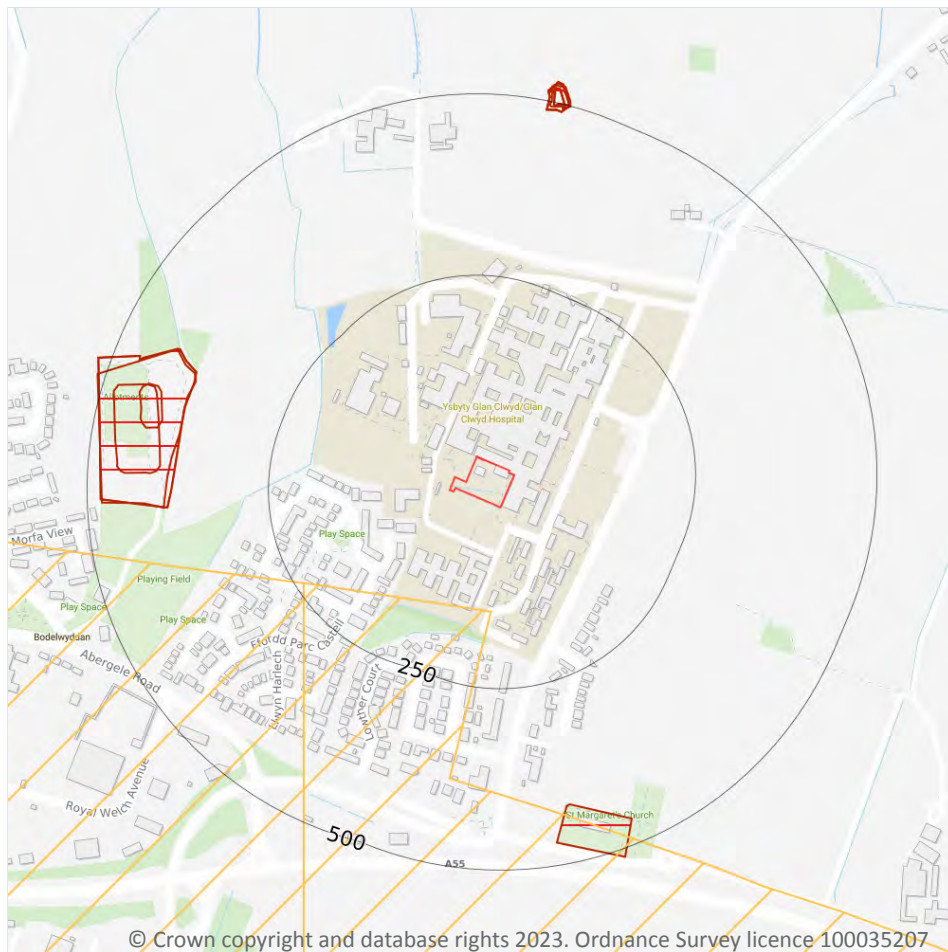 Allotments
Ysbyty Glan Clwyd/Glan
Clwyd Hospital
Morfa View
Play Space
Playing Field
Play Space
Play Space
Bodelwyddan
Abergele Road
Ffordd Parc Castell
Llwyn Harlech
Lowther Court
250
Royal Welch Avenue
St Margaret's Church
500
A55
© Crown copyright and database rights 2023. Ordnance Survey licence 100035207